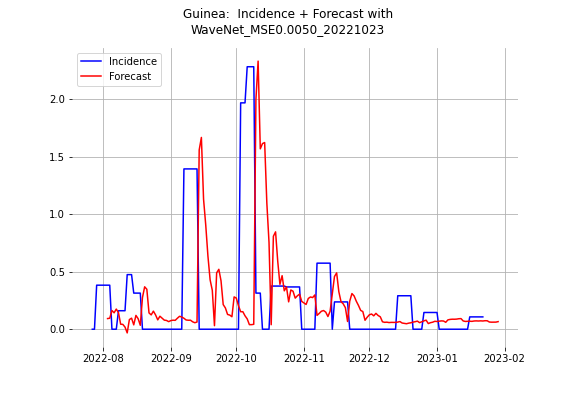 Guinea:  Incidence + Forecast with
WaveNet_MSE0.0050_20221023
Incidence
Forecast
2.0
1.5
1.0
0.5
0.0
2022-08 2022-09 2022-10 2022-11 2022-12 2023-01 2023-02